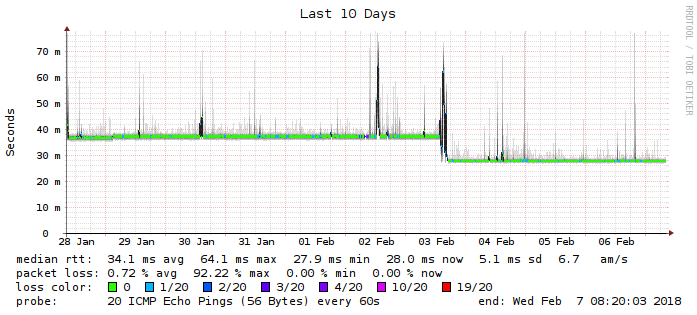 Last 10 Days
RRDTOOL / TOBI OETIKER
Seconds
70 m
60 m
50 m
40 m
30 m
20 m
10 m
0
28 Jan 29 Jan 30 Jan 31 Jan 01 Feb 02 Feb 03 Feb 04 Feb 05 Feb 06 Feb
median rtt: 34.1 ms avg 64.1 ms max 27.9 ms min 28.0 ms now 5.1 ms sd 6.7 am/s
packet loss: 0.72 % avg 92.22 % max 0.00 % min 0.00 % now
loss color: 0 1/20 2/20 3/20 4/20 10/20 19/20
probe: 20 ICMP Echo Pings (56 Bytes) every 60s end: Wed Feb 7 08:20:03 2018